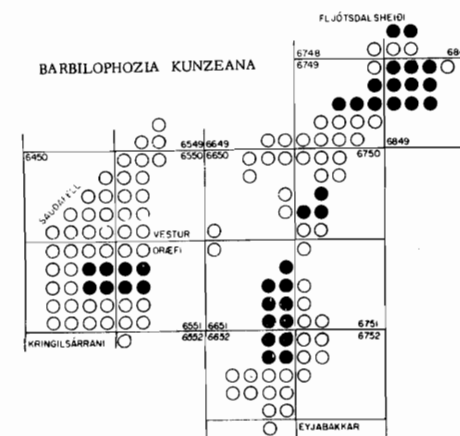 FLJÓTSDALSHEIÐI
6748
6749
BARBILOPHOZIA KUNZEANA
6849
6450
6549 6649
6550 6650
6750
SAUÐAFELL
VESTUR
ÖRÆFI
6551 6651
6751
6552 6652
6752
KRINGILSÁRRANI
EYJABAKKAR